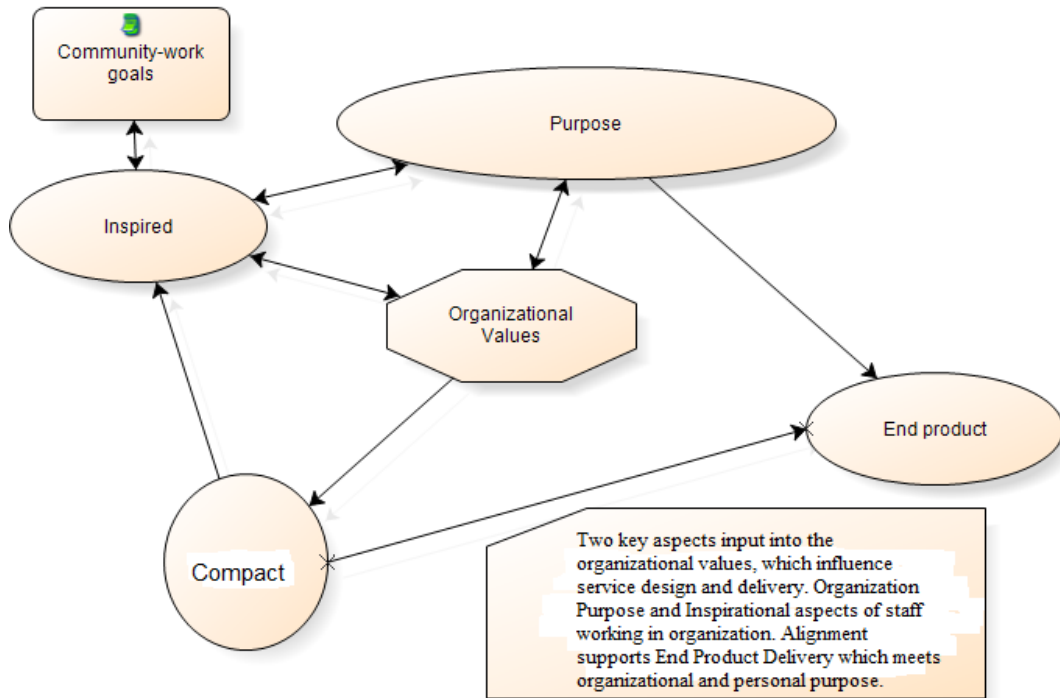 Community-work
goals
Purpose
Inspired
Organizational
Values
End product
Compact
Two key aspects input into the
organizational values, which influence
service design and delivery. Organization
Purpose and Inspirational aspects of staff
working in organization. Alignment
supports End Product Delivery which meets
organizational and personal purpose.